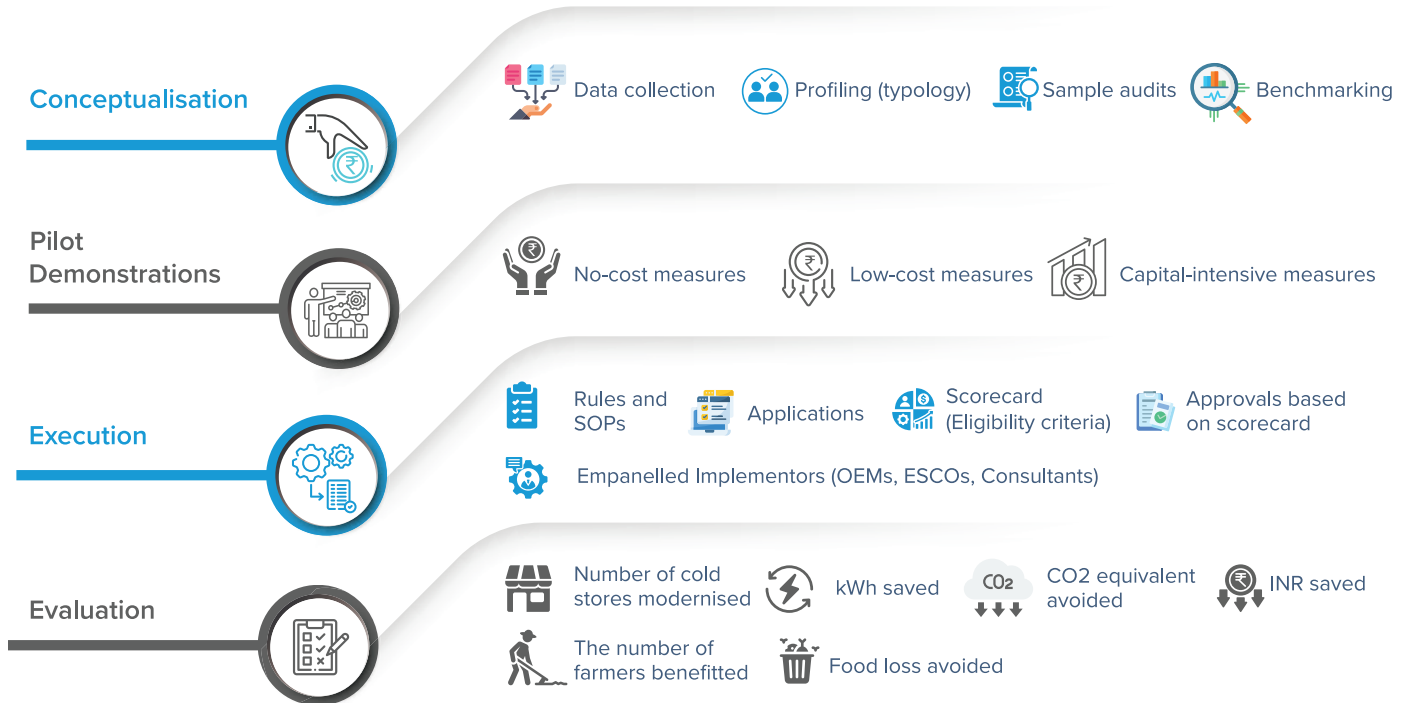 Conceptualisation
Data collection
Profiling (typology)
Sample audits
Benchmarking
₹
Pilot
Demonstrations
₹
No-cost measures
₹
Low-cost measures
₹
Capital-intensive measures
Execution
Rules and
SOPs
Applications
Scorecard
(Eligibility criteria)
Approvals based
on scorecard
Empanelled Implementors (OEMs, ESCOs, Consultants)
Evaluation
Number of cold
stores modernised
kWh saved
CO2
CO2 equivalent
avoided
₹
INR saved
The number of
farmers benefitted
Food loss avoided